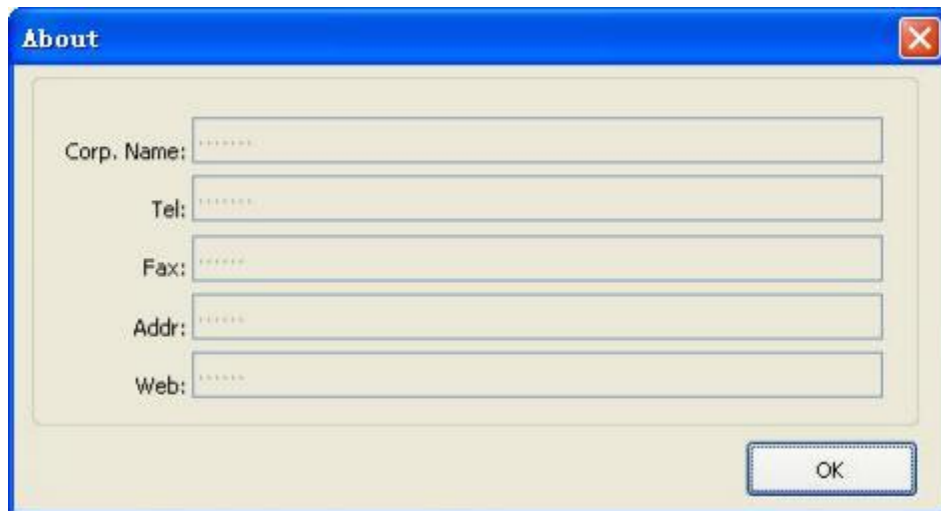 About
Corp. Name: .......
Tel: .......
Fax: ......
Addr: ......
Web: ......
OK